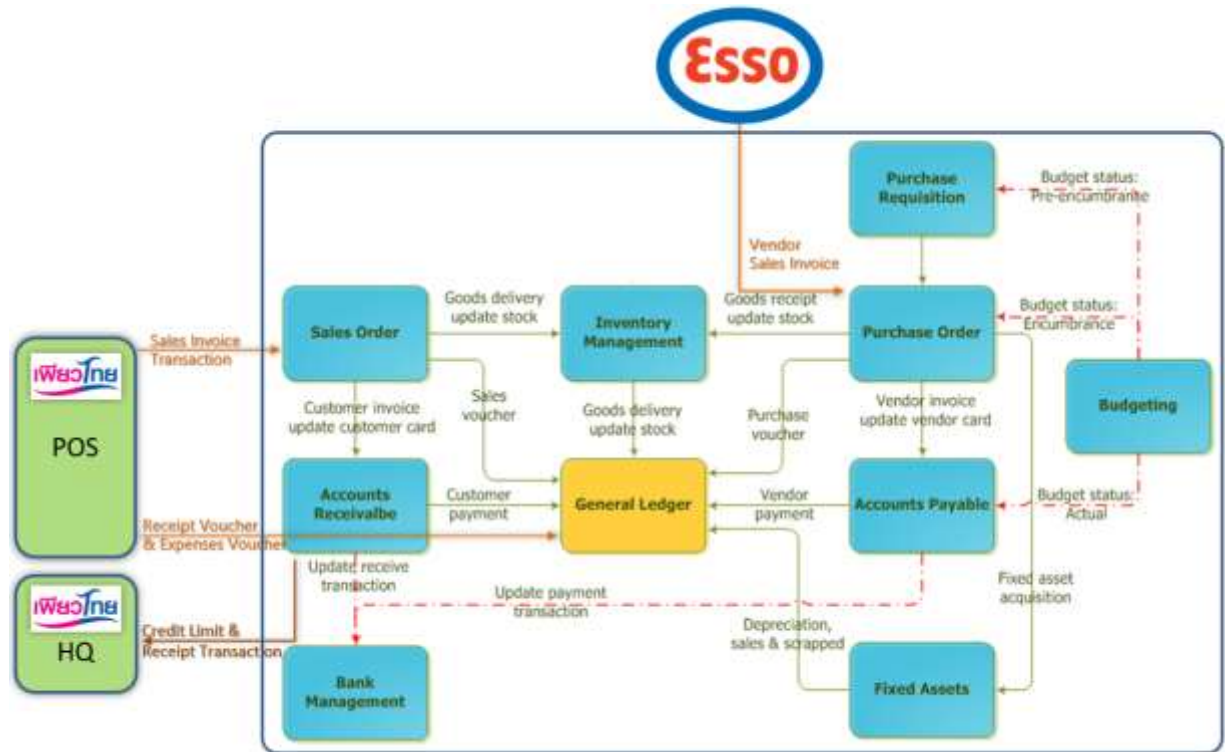 Esso
Purchase
Requisition
Budget status:
Pre-encumbrance
Vendor
Sales Invoice
Sales Order
Goods delivery
update stock
Inventory
Management
Goods receipt
update stock
Purchase Order
Budget status:
Encumbrance
เพียวไทย
POS
Sales Invoice
Transaction
Customer invoice
update customer card
Sales
voucher
Goods delivery
update stock
Purchase
voucher
Vendor invoice
update vendor card
Budgeting
Accounts
Receivalbe
Customer
payment
General Ledger
Vendor
payment
Accounts Payable
Budget status:
Actual
Receipt Voucher
& Expenses Voucher
Update receive
transaction
Update payment
transaction
Fixed asset
acquisition
เพียวไทย
HQ
Credit Limit &
Receipt Transaction
Depreciation,
sales & scrapped
Bank
Management
Fixed Assets